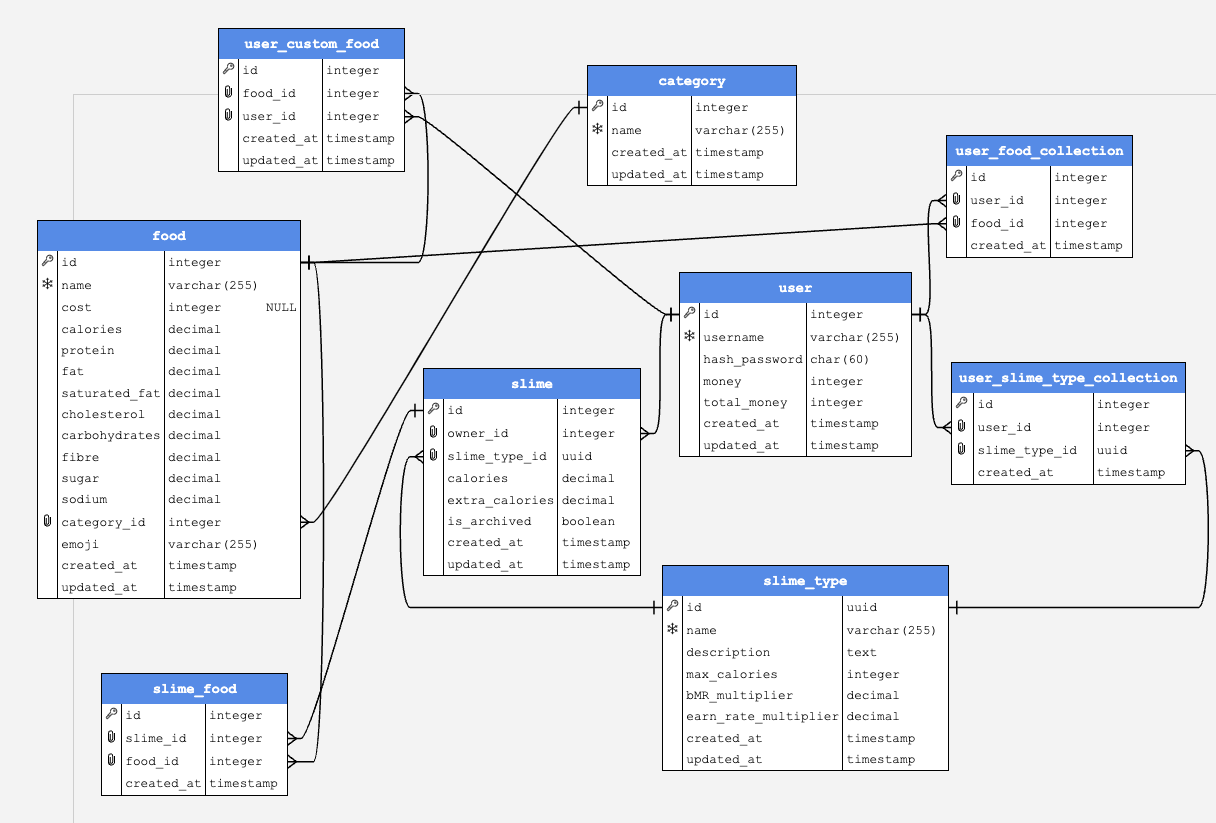 user_custom_food
id integer
food_id integer
user_id integer
created_at timestamp
updated_at timestamp
category
id integer
name varchar(255)
created_at timestamp
updated_at timestamp
user_food_collection
id integer
user_id integer
food_id integer
created_at timestamp
food
id integer
name varchar(255)
cost integer NULL
calories decimal
protein decimal
fat decimal
saturated_fat decimal
cholesterol decimal
carbohydrates decimal
fibre decimal
sugar decimal
sodium decimal
category_id integer
emoji varchar(255)
created_at timestamp
updated_at timestamp
user
id integer
username varchar(255)
hash_password char(60)
money integer
total_money integer
created_at timestamp
updated_at timestamp
slime
id integer
owner_id integer
slime_type_id uuid
calories decimal
extra_calories decimal
is_archived boolean
created_at timestamp
updated_at timestamp
user_slime_type_collection
id integer
user_id integer
slime_type_id uuid
created_at timestamp
slime_type
id uuid
name varchar(255)
description text
max_calories integer
bMR_multiplier decimal
earn_rate_multiplier decimal
created_at timestamp
updated_at timestamp
slime_food
id integer
slime_id integer
food_id integer
created_at timestamp